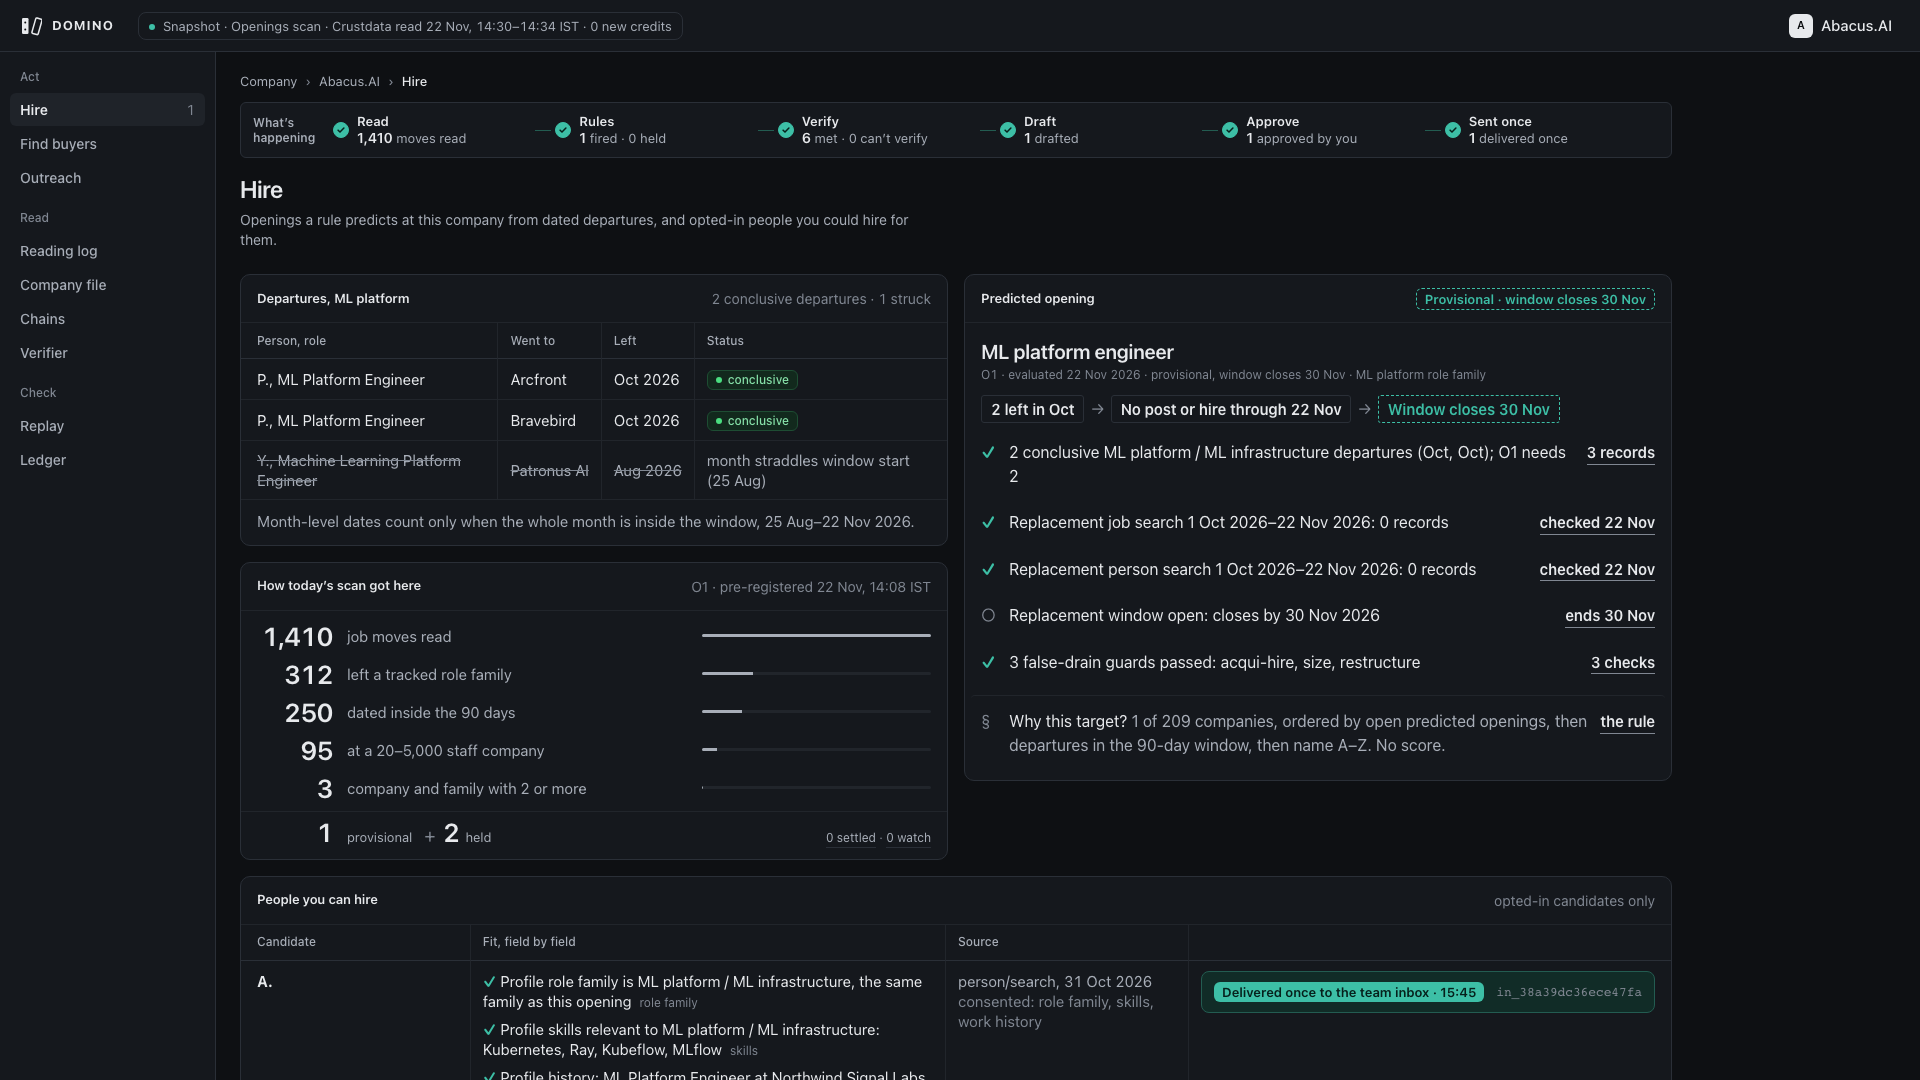 DOMINO
Snapshot · Openings scan · Crustdata read 22 Nov, 14:30–14:34 IST · 0 new credits
A Abacus.AI
Act
Hire 1
Find buyers
Outreach
Read
Reading log
Company file
Chains
Verifier
Check
Replay
Ledger
Company › Abacus.AI › Hire
What's
happening
Read
1,410 moves read
Rules
1 fired · 0 held
Verify
6 met · 0 can't verify
Draft
1 drafted
Approve
1 approved by you
Sent once
1 delivered once
Hire
Openings a rule predicts at this company from dated departures, and opted-in people you could hire for
them.
Departures, ML platform 2 conclusive departures · 1 struck
Person, role Went to Left Status
P., ML Platform Engineer Arcfront Oct 2026 conclusive
P., ML Platform Engineer Bravebird Oct 2026 conclusive
Y., Machine Learning Platform
Engineer
Patronus AI Aug 2026
month straddles window start
(25 Aug)
Month-level dates count only when the whole month is inside the window, 25 Aug–22 Nov 2026.
How today's scan got here O1 · pre-registered 22 Nov, 14:08 IST
1,410 job moves read
312 left a tracked role family
250 dated inside the 90 days
95 at a 20–5,000 staff company
3 company and family with 2 or more
1 provisional + 2 held 0 settled · 0 watch
Predicted opening Provisional · window closes 30 Nov
ML platform engineer
O1 · evaluated 22 Nov 2026 · provisional, window closes 30 Nov · ML platform role family
2 left in Oct → No post or hire through 22 Nov → Window closes 30 Nov
2 conclusive ML platform / ML infrastructure departures (Oct, Oct); O1 needs 3 records
2
Replacement job search 1 Oct 2026–22 Nov 2026: 0 records checked 22 Nov
Replacement person search 1 Oct 2026–22 Nov 2026: 0 records checked 22 Nov
Replacement window open: closes by 30 Nov 2026 ends 30 Nov
3 false-drain guards passed: acqui-hire, size, restructure 3 checks
§ Why this target? 1 of 209 companies, ordered by open predicted openings, then the rule
departures in the 90-day window, then name A–Z. No score.
People you can hire opted-in candidates only
Candidate Fit, field by field Source
A.
Profile role family is ML platform / ML infrastructure, the same
family as this opening role family
Profile skills relevant to ML platform / ML infrastructure:
Kubernetes, Ray, Kubeflow, MLflow skills
Profile history: ML Platform Engineer at Northwind Signal Labs
person/search, 31 Oct 2026
consented: role family, skills,
work history
Delivered once to the team inbox · 15:45 in_38a39dc36ece47fa